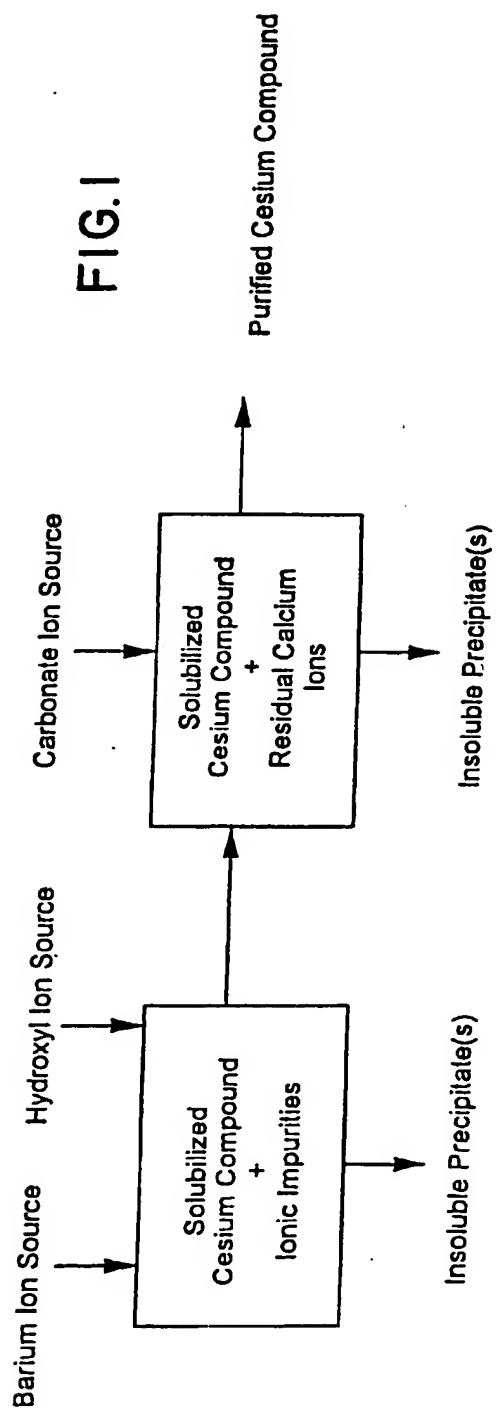 FIG. 1
Barium Ion Source
Hydroxyl Ion Source
Carbonate Ion Source
Solubilized
Cesium Compound
+
Ionic Impurities
Solubilized
Cesium Compound
+
Residual Calcium
Ions
Purified Cesium Compound
Insoluble Precipitate(s)
Insoluble Precipitate(s)